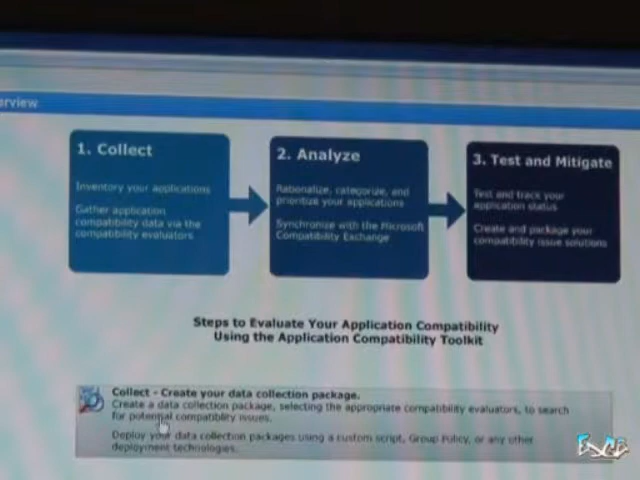 erview
1. Collect
Inventory your applications
Gather application
compatibility data via the
compatibility evaluators
2. Analyze
Rationalize, categorize, and
prioritize your applications
Synchronize with the Microsoft
Compatibility Exchange
3. Test and Mitigate
Test and track your
application status
Create and package your
compatibility issue solutions
Steps to Evaluate Your Application Compatibility
Using the Application Compatibility Toolkit
Collect - Create your data collection package.
Create a data collection package, selecting the appropriate compatibility evaluators, to search
for potential compatibility issues.
Deploy your data collection packages using a custom script, Group Policy, or any other
deployment technologies.